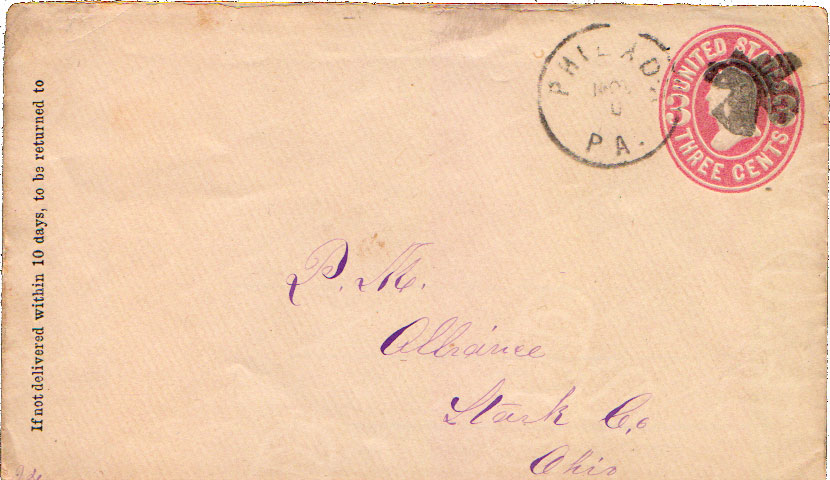 If not delivered within 10 days, to be returned to
PHILAD'A
PA.
UNITED STATES
THREE CENTS
P. M.
Alliance
Stark Co
Ohio